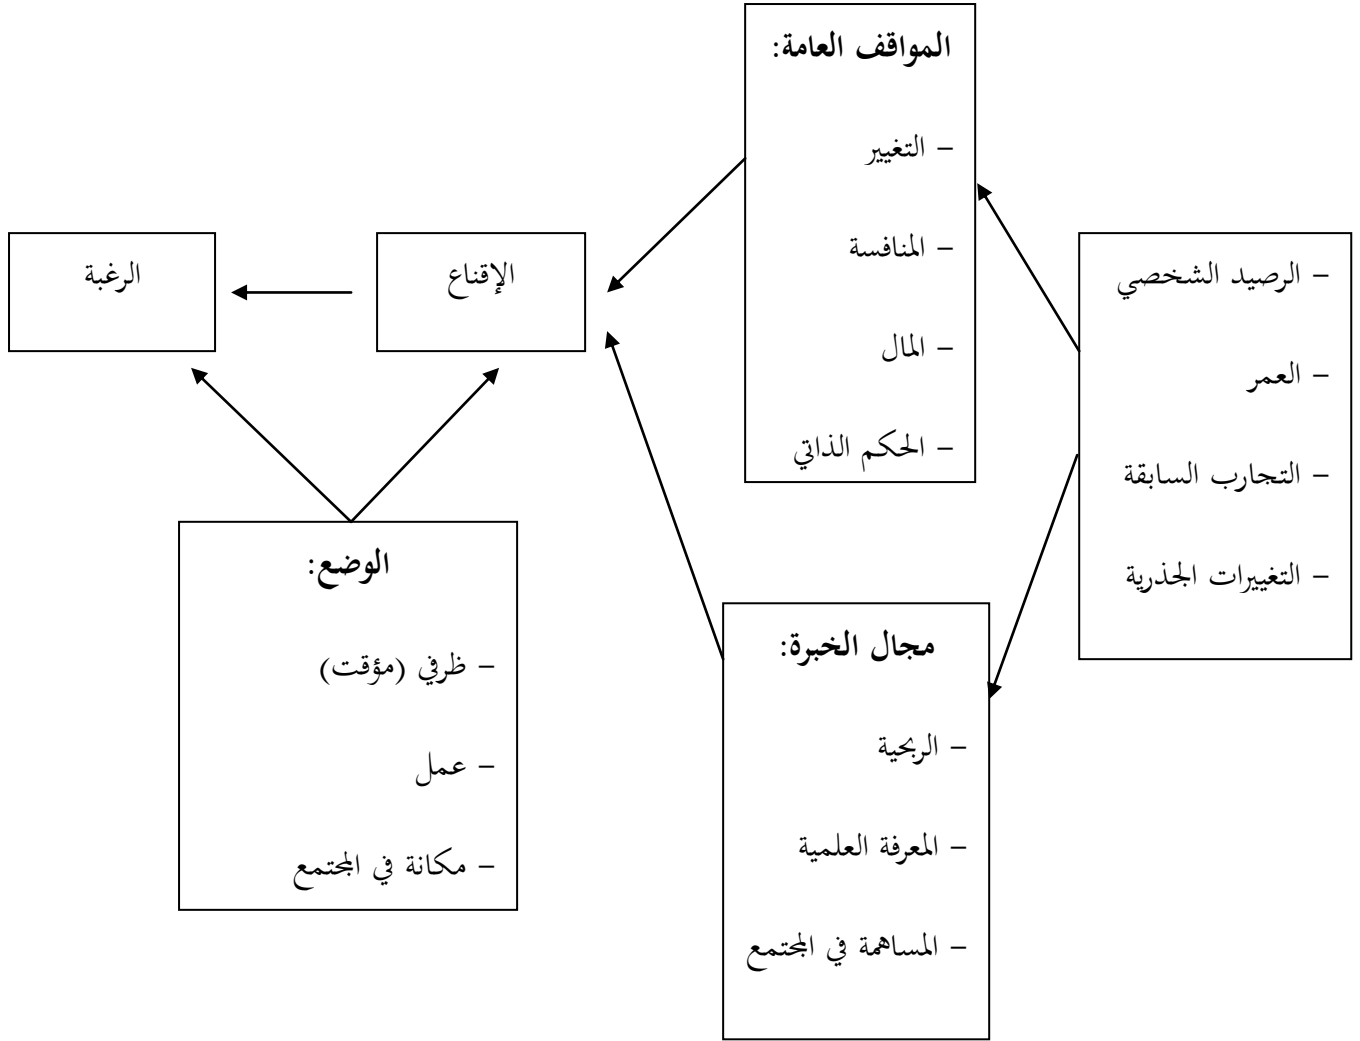 المواقف العامة:
– التغيير
– المنافسة
– المال
– الحكم الذاتي
– الرصيد الشخصي
– العمر
– التجارب السابقة
– التغييرات الجذرية
الإقناع
الرغبة
الوضع:
– ظرفي (مؤقت)
– عمل
– مكانة في المجتمع
مجال الخبرة:
– الربحية
– المعرفة العلمية
– المساهمة في المجتمع